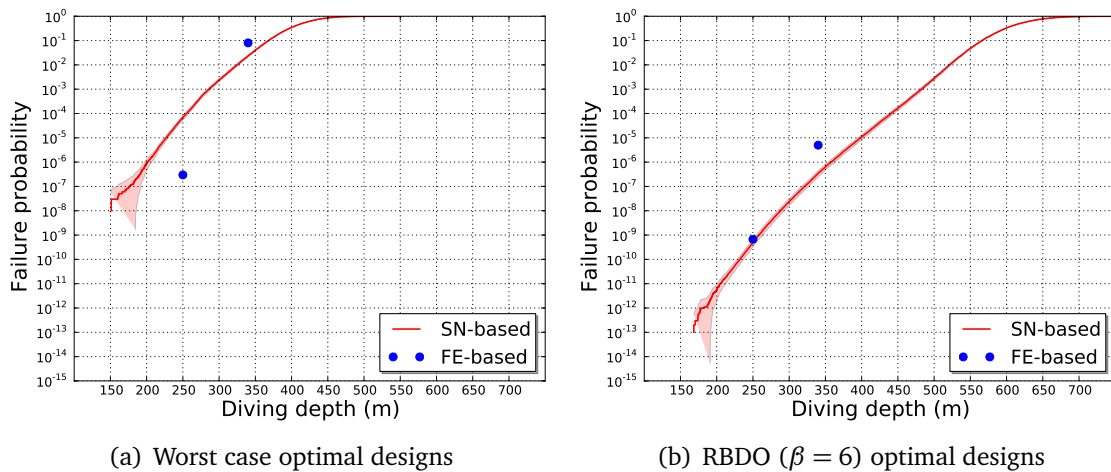 10^0
10^-1
10^-2
10^-3
10^-4
10^-5
10^-6
10^-7
10^-8
10^-9
10^-10
10^-11
10^-12
10^-13
10^-14
10^-15
Failure probability
150 200 250 300 350 400 450 500 550 600 650 700
Diving depth (m)
SN-based
FE-based
(a) Worst case optimal designs
10^0
10^-1
10^-2
10^-3
10^-4
10^-5
10^-6
10^-7
10^-8
10^-9
10^-10
10^-11
10^-12
10^-13
10^-14
10^-15
Failure probability
150 200 250 300 350 400 450 500 550 600 650 700
Diving depth (m)
SN-based
FE-based
(b) RBDO (β = 6) optimal designs